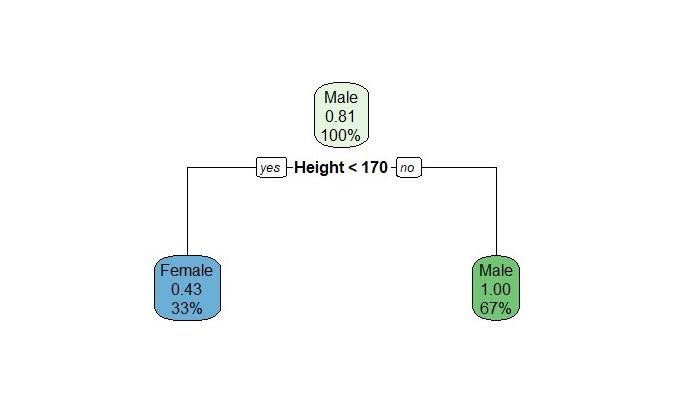 Male
0.81
100%
yes Height < 170 no
Female
0.43
33%
Male
1.00
67%